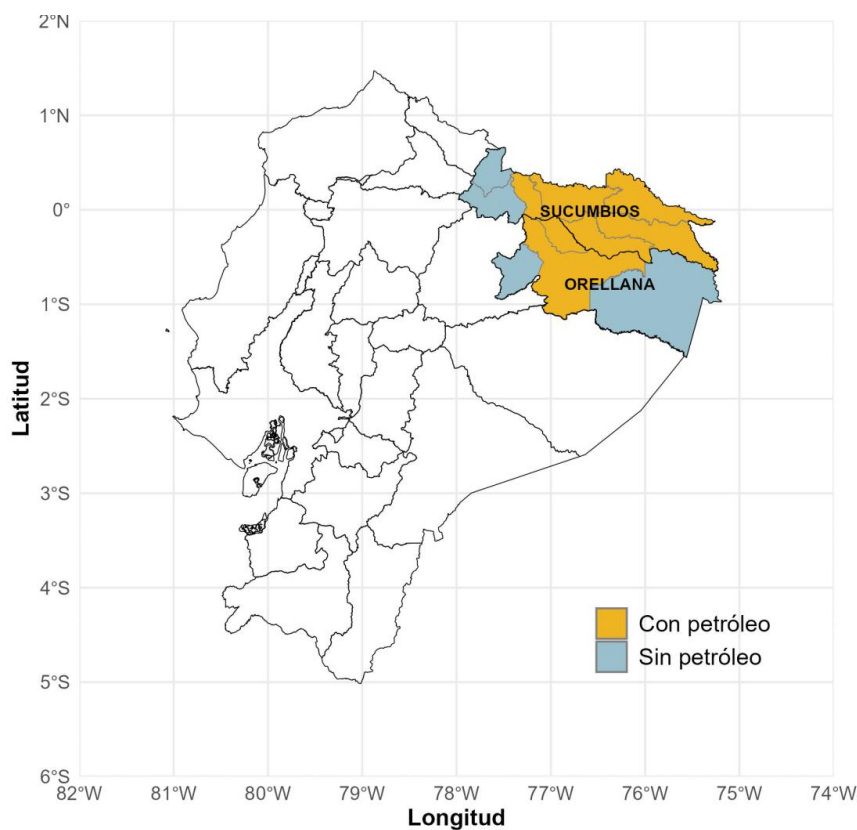 2°N
1°N
0°
1°S
2°S
3°S
4°S
5°S
6°S
Latitud
SUCUMBIOS
ORELLANA
Con petróleo
Sin petróleo
82°W 81°W 80°W 79°W 78°W 77°W 76°W 75°W 74°W
Longitud